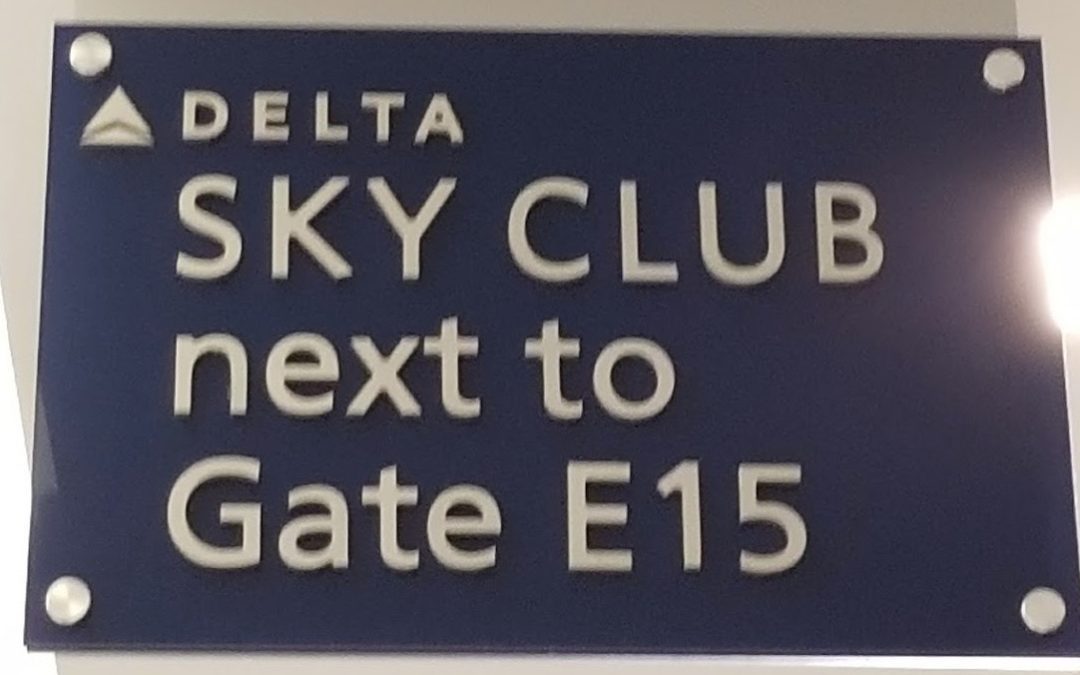 DELTA
SKY CLUB
next to
Gate E15